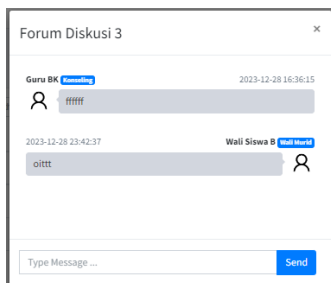 Forum Diskusi 3 ×
Guru BK Konseling 2023-12-28 16:36:15
ffffff
2023-12-28 23:42:37 Wali Siswa B Wali Murid
oittt
Type Message ... Send